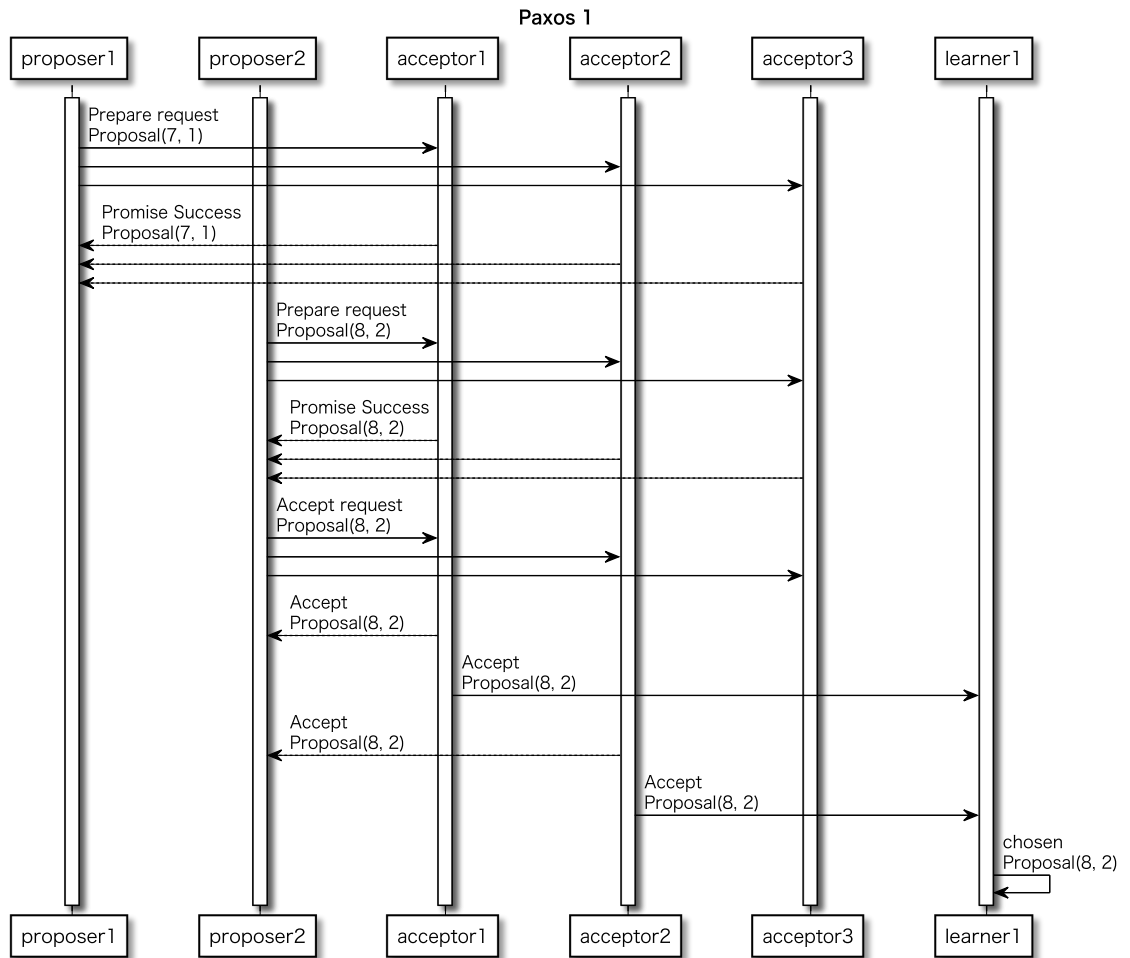 Paxos 1
proposer1 proposer2 acceptor1 acceptor2 acceptor3 learner1
Prepare request
Proposal(7, 1)
Promise Success
Proposal(7, 1)
Prepare request
Proposal(8, 2)
Promise Success
Proposal(8, 2)
Accept request
Proposal(8, 2)
Accept
Proposal(8, 2)
Accept
Proposal(8, 2)
Accept
Proposal(8, 2)
Accept
Proposal(8, 2)
chosen
Proposal(8, 2)
proposer1 proposer2 acceptor1 acceptor2 acceptor3 learner1